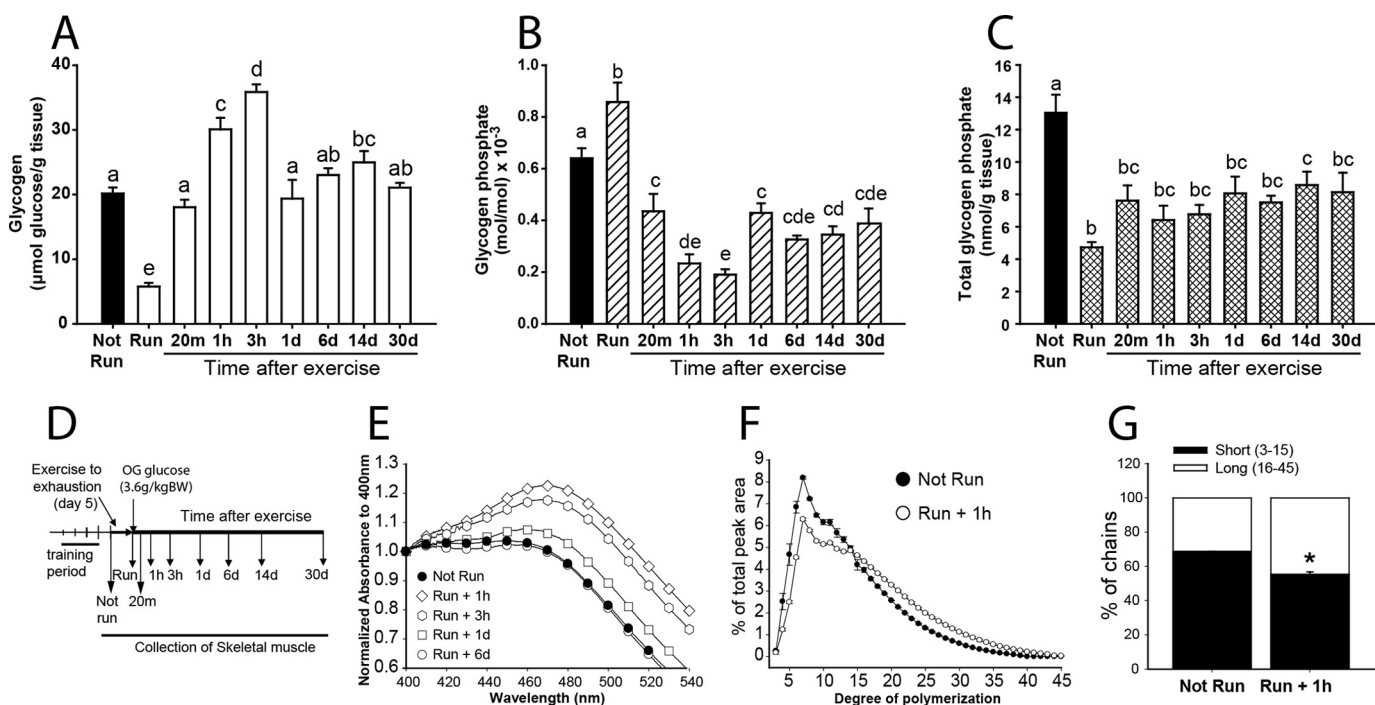 A
Glycogen
(µmol glucose/g tissue)
40
30
20
10
0
a
e
a
c
d
a
ab
bc
ab
Not
Run
Run
20m
1h
3h
1d
6d
14d
30d
Time after exercise
B
Glycogen phosphate
(mol/mol) x 10-3
1.0
0.8
0.6
0.4
0.2
0.0
a
b
c
de
e
c
cde
cd
cde
Not
Run
Run
20m
1h
3h
1d
6d
14d
30d
Time after exercise
C
Total glycogen phosphate
(nmol/g tissue)
16
14
12
10
8
6
4
2
0
a
b
bc
bc
bc
bc
bc
c
bc
Not
Run
Run
20m
1h
3h
1d
6d
14d
30d
Time after exercise
D
Exercise to
exhaustion
(day 5)
OG glucose
(3.6g/kgBW)
Time after exercise
training
period
Run
1h
3h
1d
6d
14d
30d
Not
run
20m
Collection of Skeletal muscle
E
Normalized Absorbance to 400nm
1.3
1.2
1.1
1.0
0.9
0.8
0.7
0.6
Not Run
Run + 1h
Run + 3h
Run + 1d
Run + 6d
400 420 440 460 480 500 520 540
Wavelength (nm)
F
% of total peak area
9
8
7
6
5
4
3
2
1
0
Not Run
Run + 1h
5 10 15 20 25 30 35 40 45
Degree of polymerization
G
Short (3-15)
Long (16-45)
% of chains
120
100
80
60
40
20
0
*
Not Run
Run + 1h